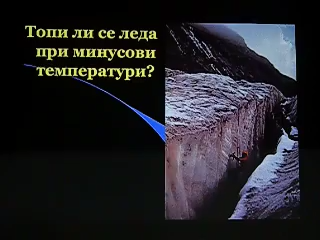 Топи ли се леда
при минусови
температури?